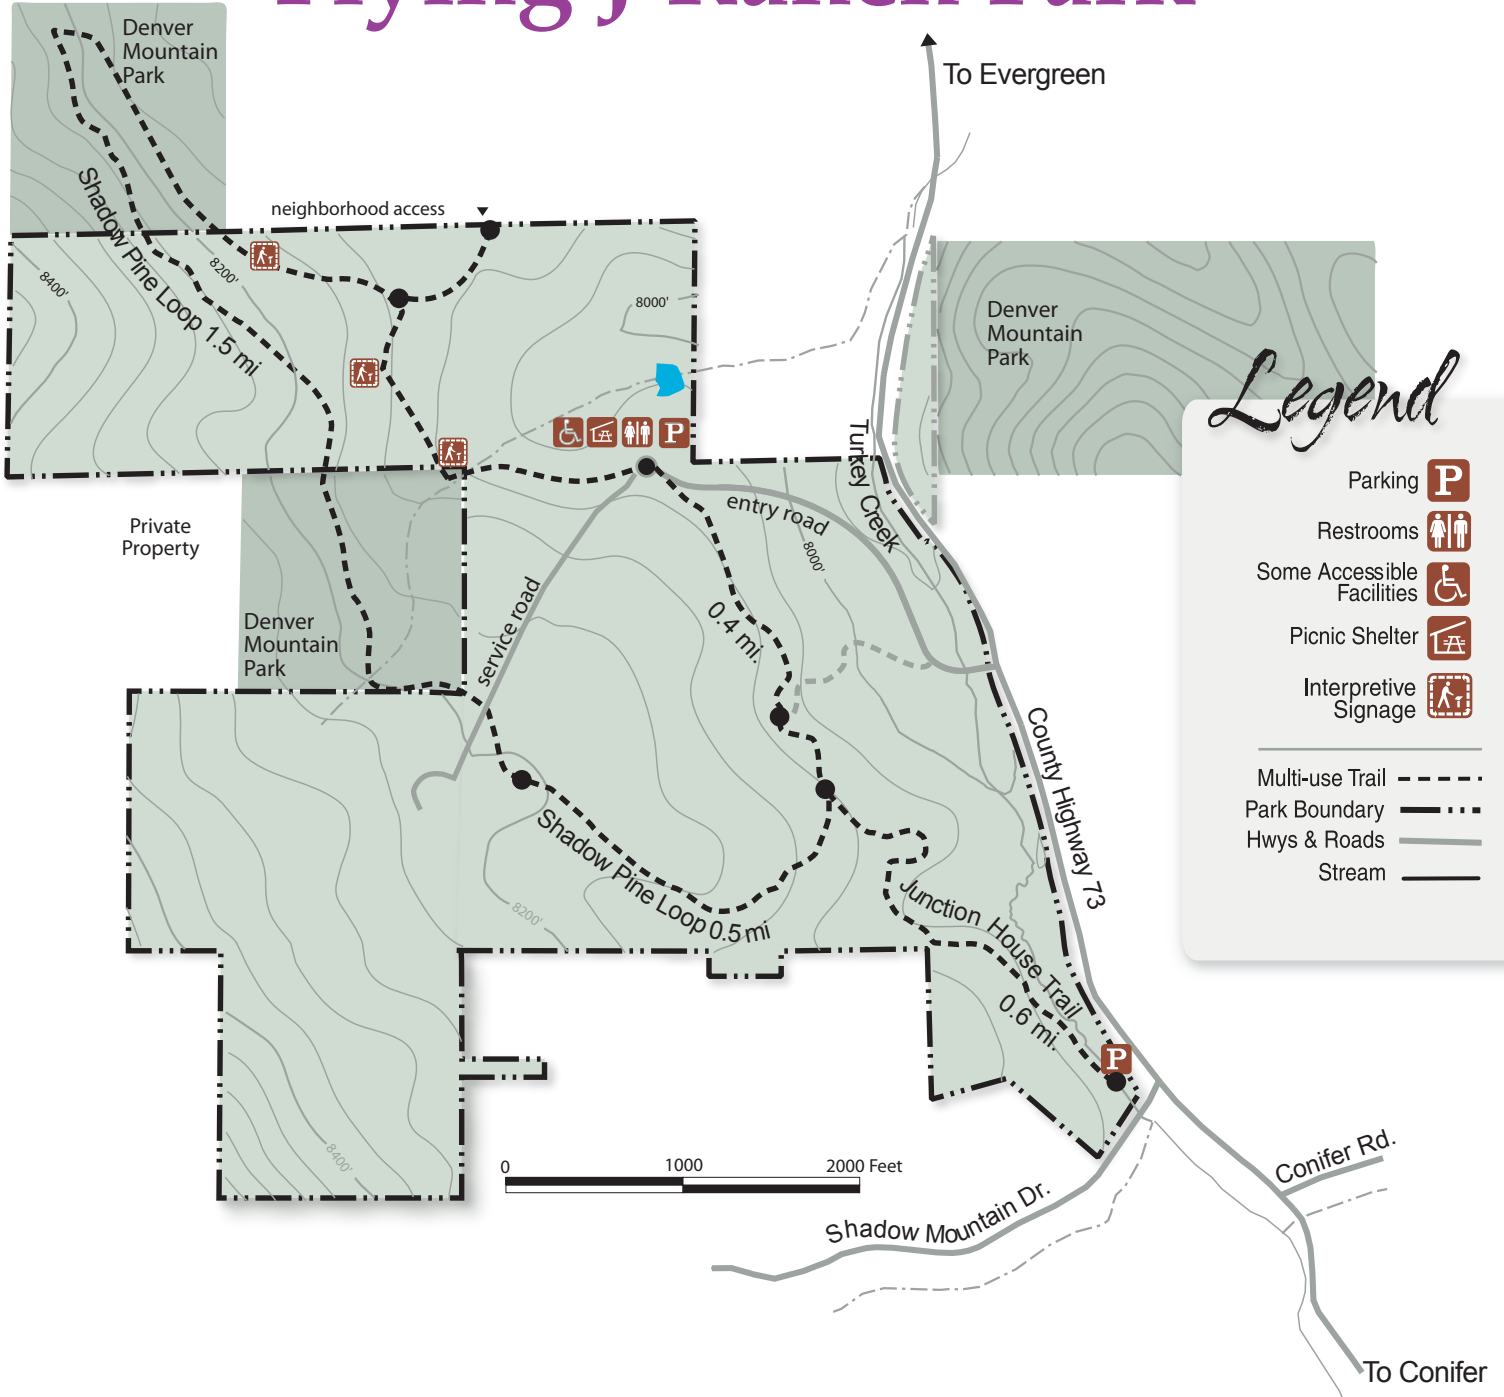 Flying J Ranch Park
Denver
Mountain
Park
To Evergreen
neighborhood access
Shadow Pine Loop 1.5 mi
8200'
8400'
8000'
Denver
Mountain
Park
Turkey Creek
entry road
8000'
Private
Property
Denver
Mountain
Park
service road
0.4 mi.
County Highway 73
Shadow Pine Loop 0.5 mi
8200'
Junction House Trail
0.6 mi.
P
P
8400'
0 1000 2000 Feet
Shadow Mountain Dr.
Conifer Rd.
To Conifer
Legend
Parking P
Restrooms
Some Accessible
Facilities
Picnic Shelter
Interpretive
Signage
Multi-use Trail
Park Boundary
Hwys & Roads
Stream